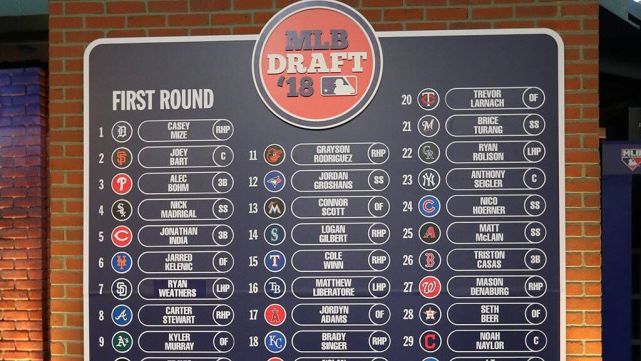 MLB
DRAFT
'18
FIRST ROUND
1 CASEY MIZE RHP
2 JOEY BART C
3 ALEC BOHM 3B
4 NICK MADRIGAL SS
5 JONATHAN INDIA 3B
6 JARRED KELENIC OF
7 RYAN WEATHERS LHP
8 CARTER STEWART RHP
9 KYLER MURRAY OF
11 GRAYSON RODRIGUEZ RHP
12 JORDAN GROSHANS SS
13 CONNOR SCOTT OF
14 LOGAN GILBERT RHP
15 COLE WINN RHP
16 MATTHEW LIBERATORE LHP
17 JORDYN ADAMS OF
18 BRADY SINGER RHP
20 TREVOR LARNACH OF
21 BRICE TURANG SS
22 RYAN ROLISON LHP
23 ANTHONY SEIGLER C
24 NICO HOERNER SS
25 MATT McLAIN SS
26 TRISTON CASAS 3B
27 MASON DENABURG RHP
28 SETH BEER OF
29 NOAH NAYLOR C
MLB